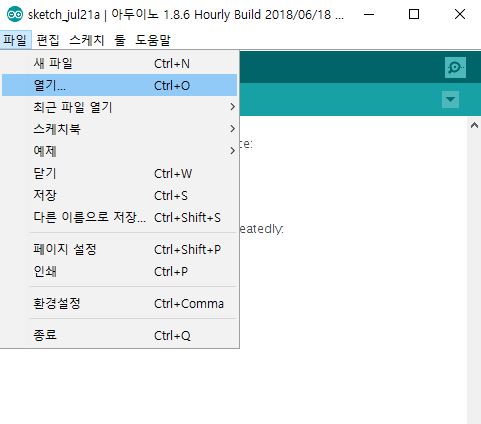 sketch_jul21a | 아두이노 1.8.6 Hourly Build 2018/06/18 ...
파일 편집 스케치 툴 도움말
새 파일 Ctrl+N
열기... Ctrl+O
최근 파일 열기
스케치북
예제
ce:
닫기 Ctrl+W
저장 Ctrl+S
다른 이름으로 저장... Ctrl+Shift+S
eatedly:
페이지 설정 Ctrl+Shift+P
인쇄 Ctrl+P
환경설정 Ctrl+Comma
종료 Ctrl+Q